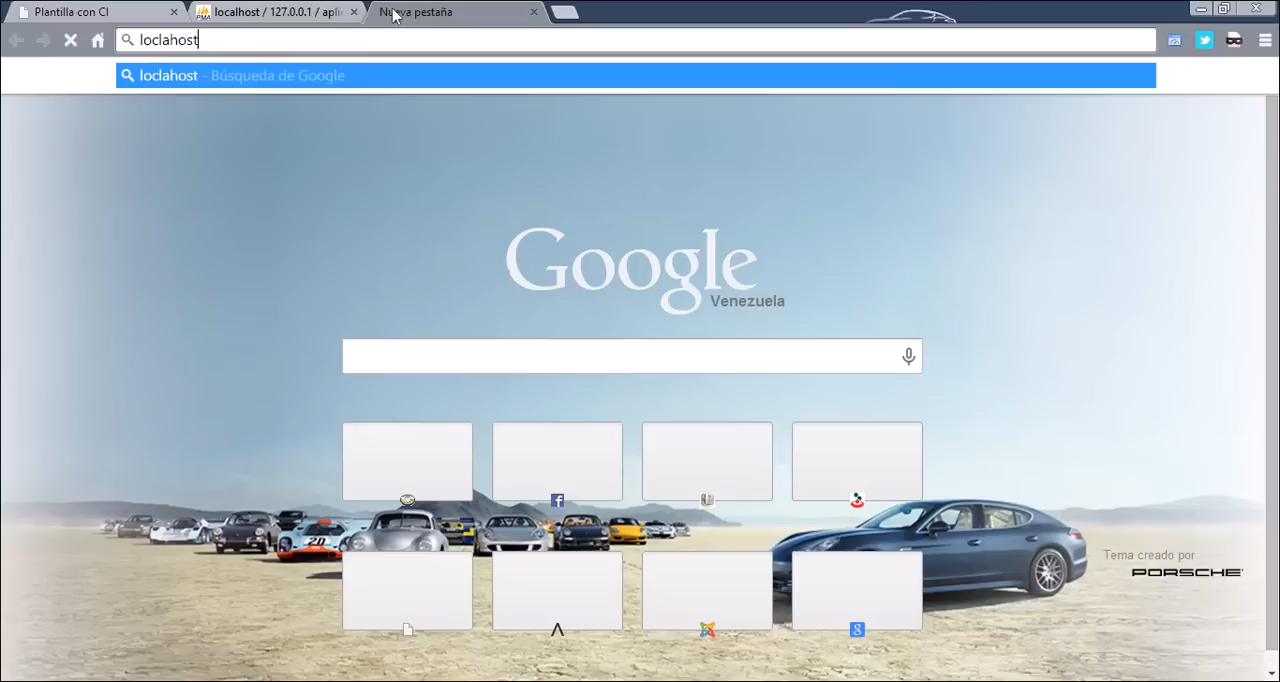 Plantilla con CI
localhost / 127.0.0.1 / apli
Nueva pestaña
loclahost
loclahost - Búsqueda de Google
Google
Venezuela
20
Tema creado por
PORSCHE